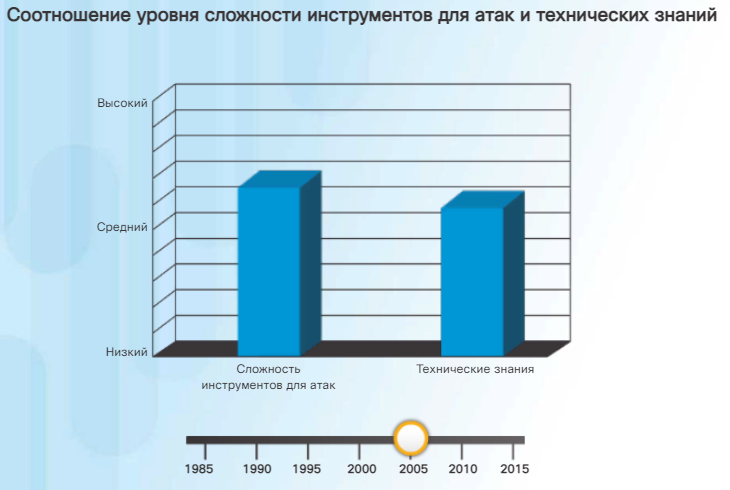 Соотношение уровня сложности инструментов для атак и технических знаний
Высокий
Средний
Низкий
Сложность
инструментов для атак
Технические знания
1985 1990 1995 2000 2005 2010 2015